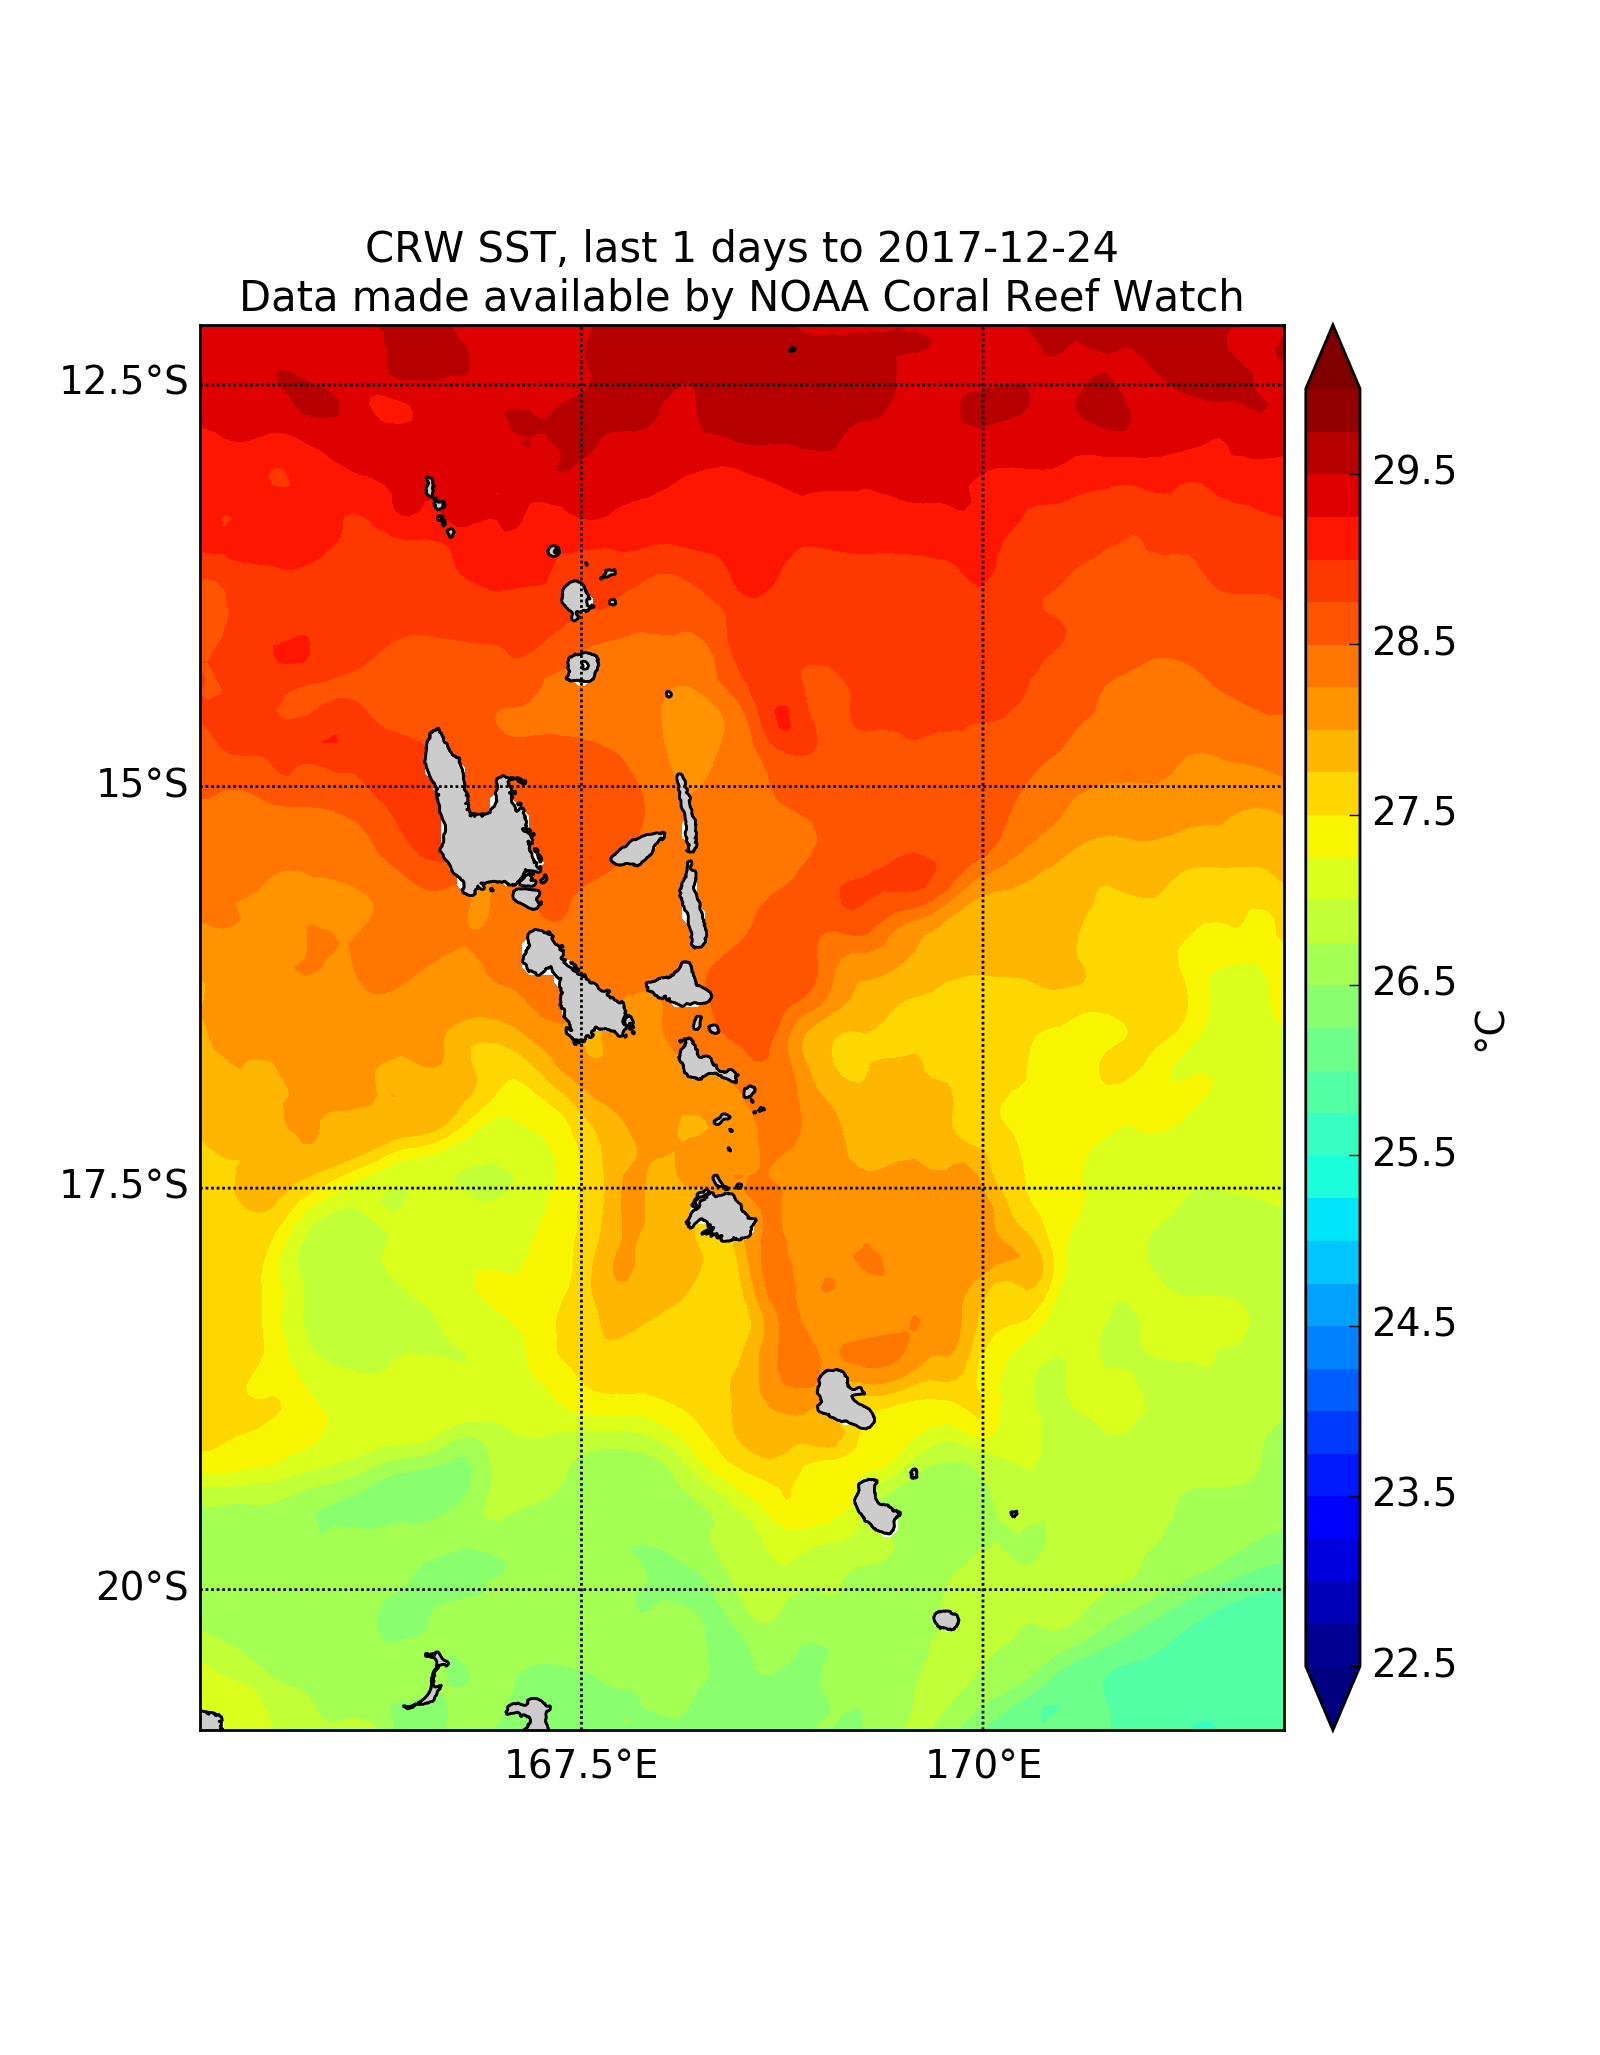 CRW SST, last 1 days to 2017-12-24
Data made available by NOAA Coral Reef Watch
12.5°S
15°S
17.5°S
20°S
167.5°E
170°E
29.5
28.5
27.5
26.5
25.5
24.5
23.5
22.5
°C